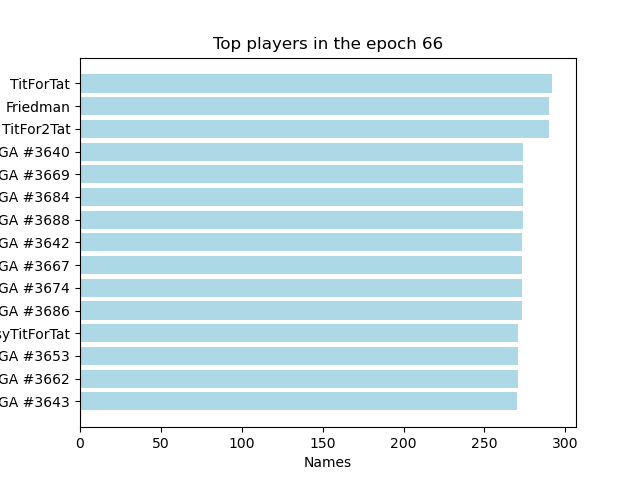 Top players in the epoch 66
TitForTat
Friedman
TitFor2Tat
GA #3640
GA #3669
GA #3684
GA #3688
GA #3642
GA #3667
GA #3674
GA #3686
syTitForTat
GA #3653
GA #3662
GA #3643
0 50 100 150 200 250 300
Names